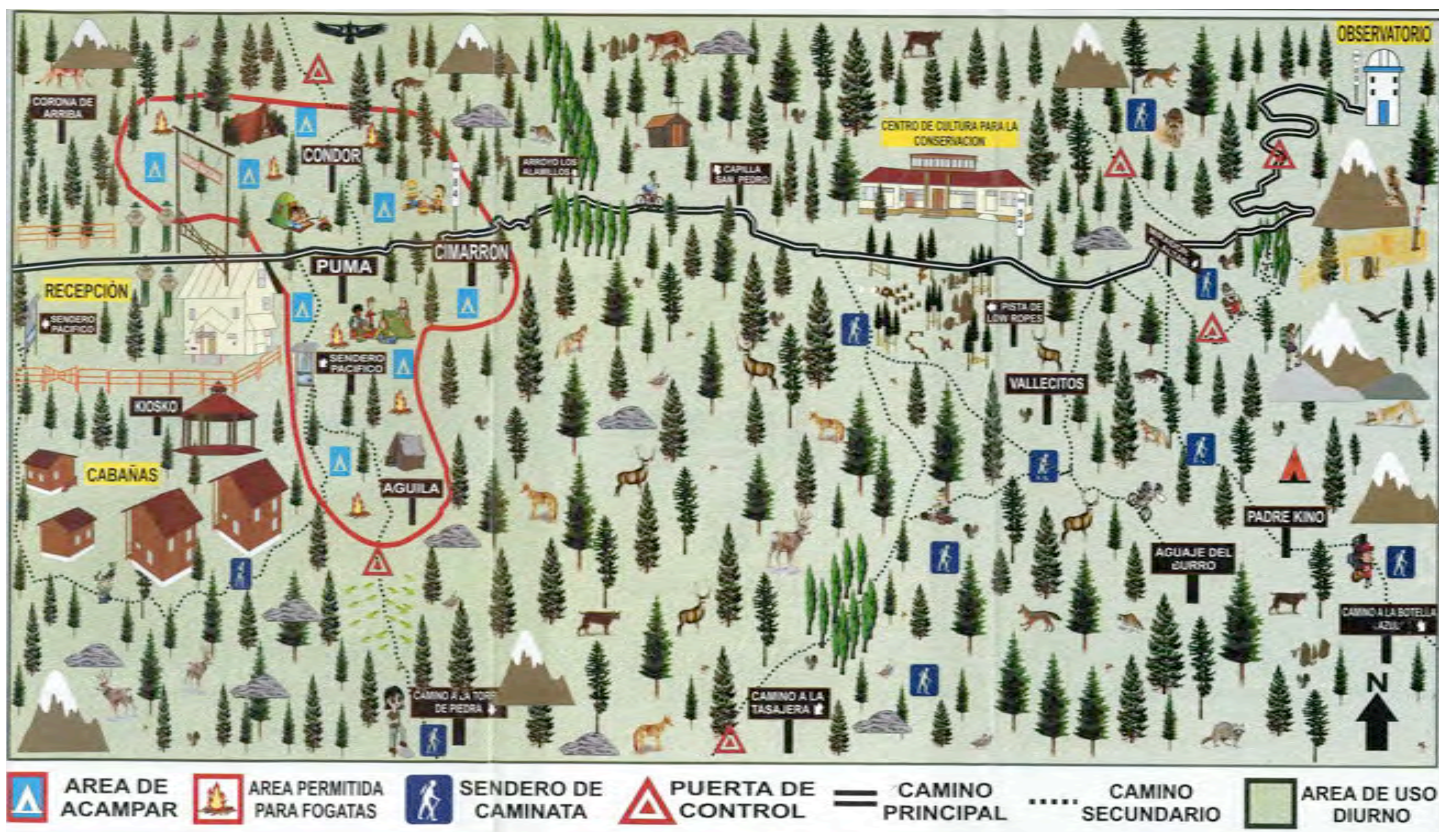 OBSERVATORIO
CORONA DE
ARRIBA
CENTRO DE CULTURA PARA LA
CONSERVACION
CONDOR
ARROYO LOS
ALAMILLOS
CAPILLA
SAN PEDRO
CIMARRON
PUMA
RECEPCIÓN
SENDERO
PACIFICO
PISTA DE
LOW ROPES
SENDERO
PACIFICO
VALLECITOS
KIOSKO
CABAÑAS
AGUILA
PADRE KINO
AGUAJE DEL
BURRO
CAMINO A LA BOTELLA
AZUL
N
CAMINO A LA TORRE
DE PIEDRA
CAMINO A LA
TASAJERA
AREA DE
ACAMPAR
AREA PERMITIDA
PARA FOGATAS
SENDERO DE
CAMINATA
PUERTA DE
CONTROL
CAMINO
PRINCIPAL
CAMINO
SECUNDARIO
AREA DE USO
DIURNO